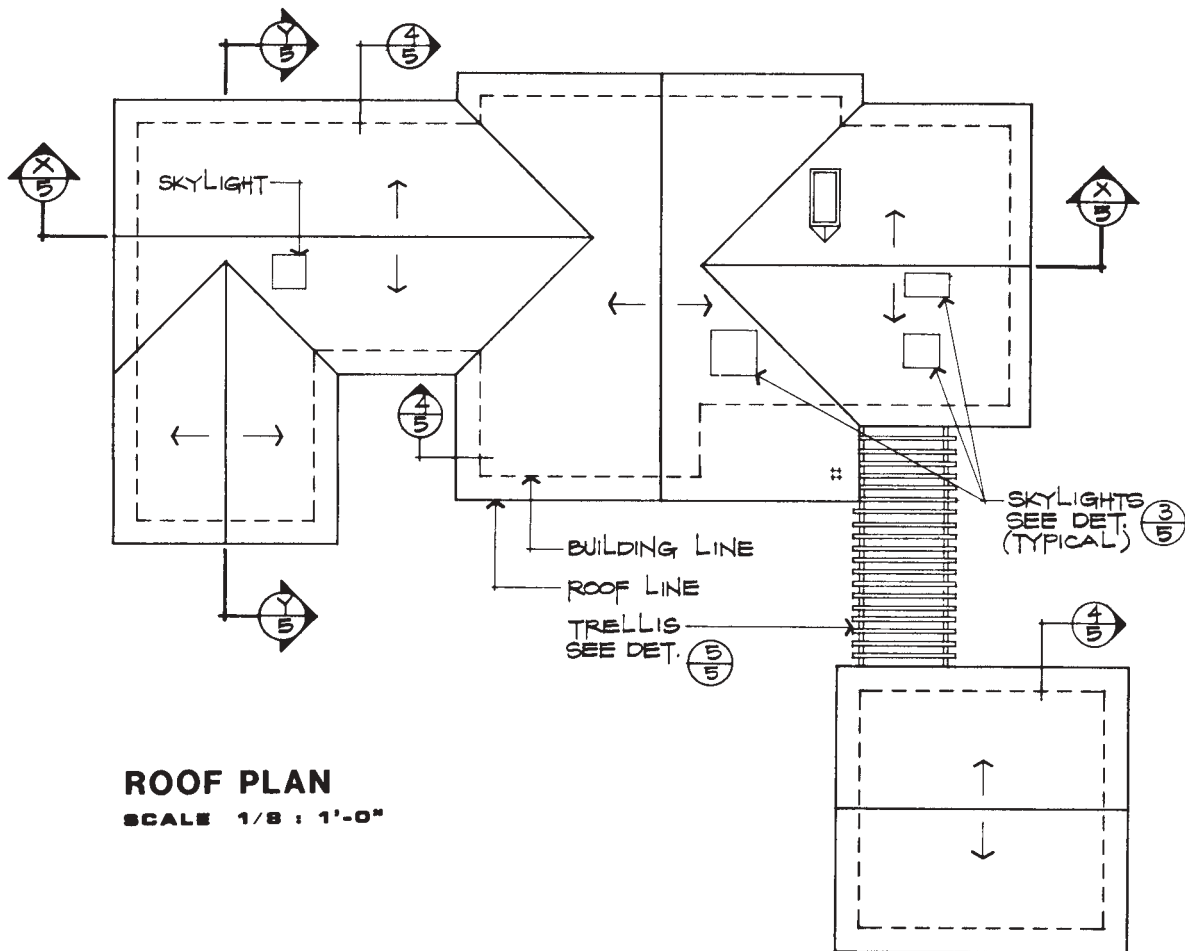 Y
5
4
5
X
5
SKYLIGHT
X
5
4
5
SKYLIGHTS
SEE DET.
(TYPICAL)
3
5
BUILDING LINE
ROOF LINE
TRELLIS
SEE DET.
5
5
Y
5
4
5
ROOF PLAN
SCALE 1/8 : 1'-0"